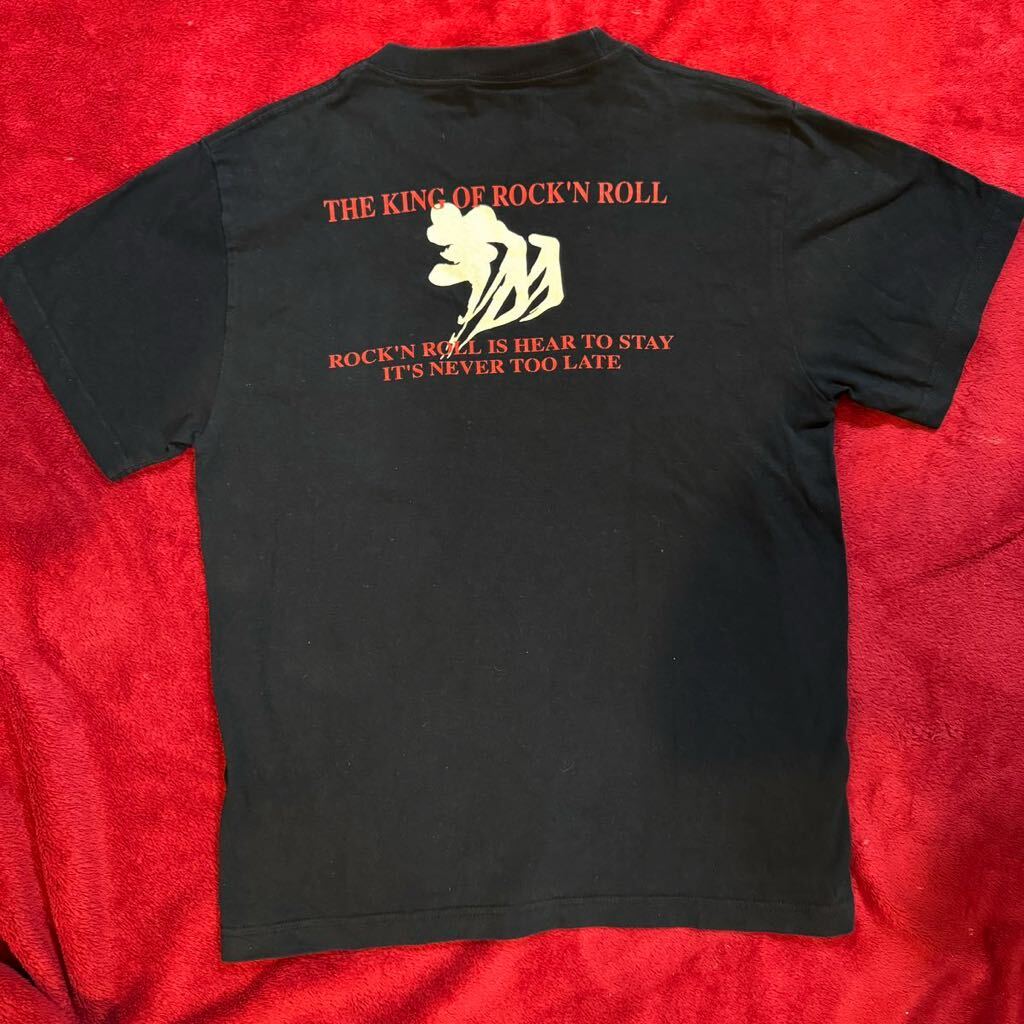 THE KING OF ROCK'N ROLL
ROCK'N ROLL IS HEAR TO STAY
IT'S NEVER TOO LATE